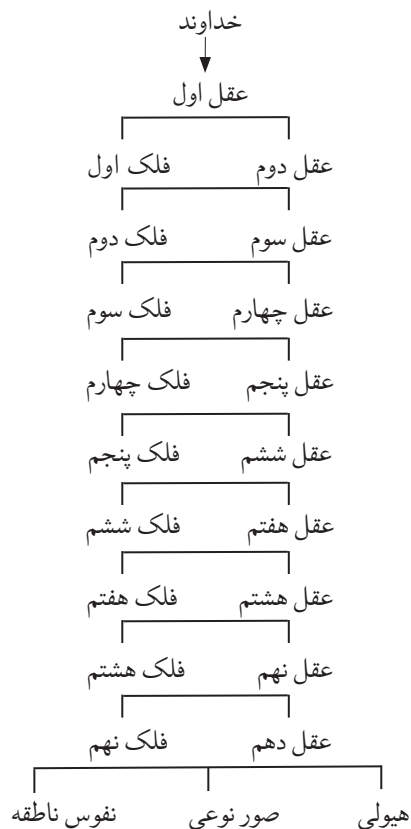 خداوند
عقل اول
عقل دوم فلک اول
عقل سوم فلک دوم
عقل چهارم فلک سوم
عقل پنجم فلک چهارم
عقل ششم فلک پنجم
عقل هفتم فلک ششم
عقل هشتم فلک هفتم
عقل نهم فلک هشتم
عقل دهم فلک نهم
هیولی صور نوعی نفوس ناطقه